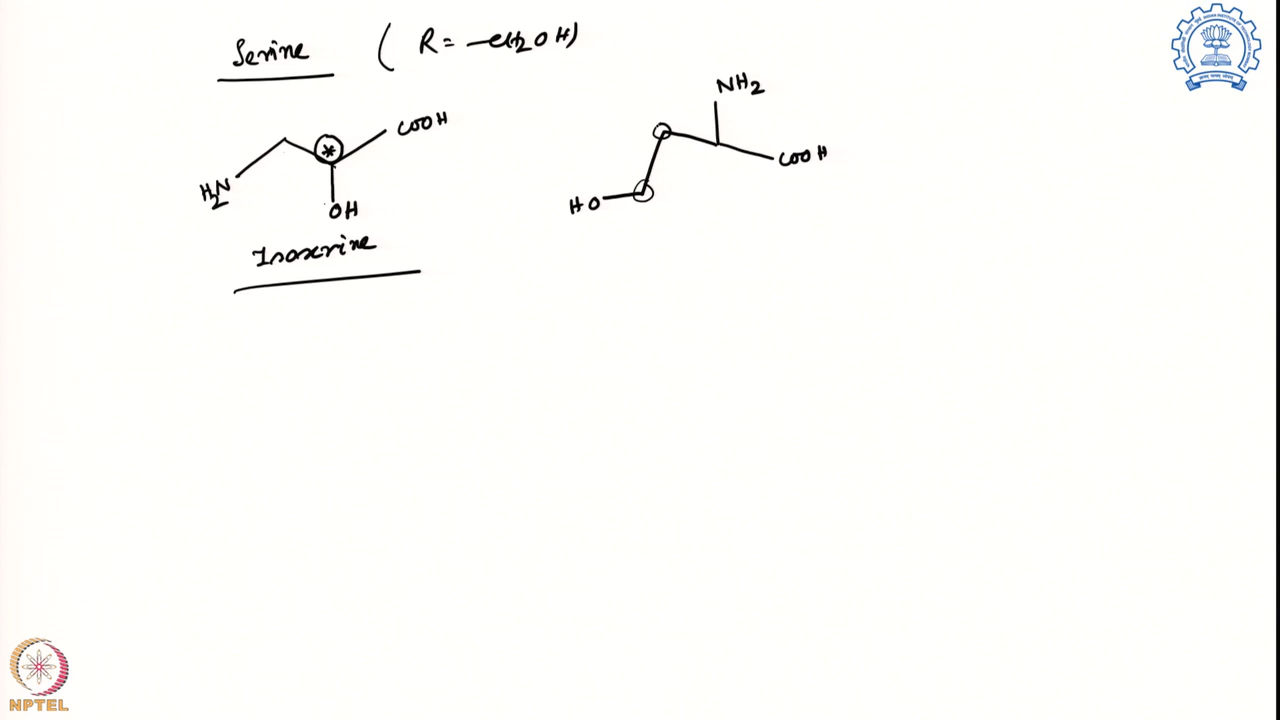 Serine ( R = -CH2OH)
NH2
COOH
COOH
H2N
HO
OH
Isoserine
NPTEL